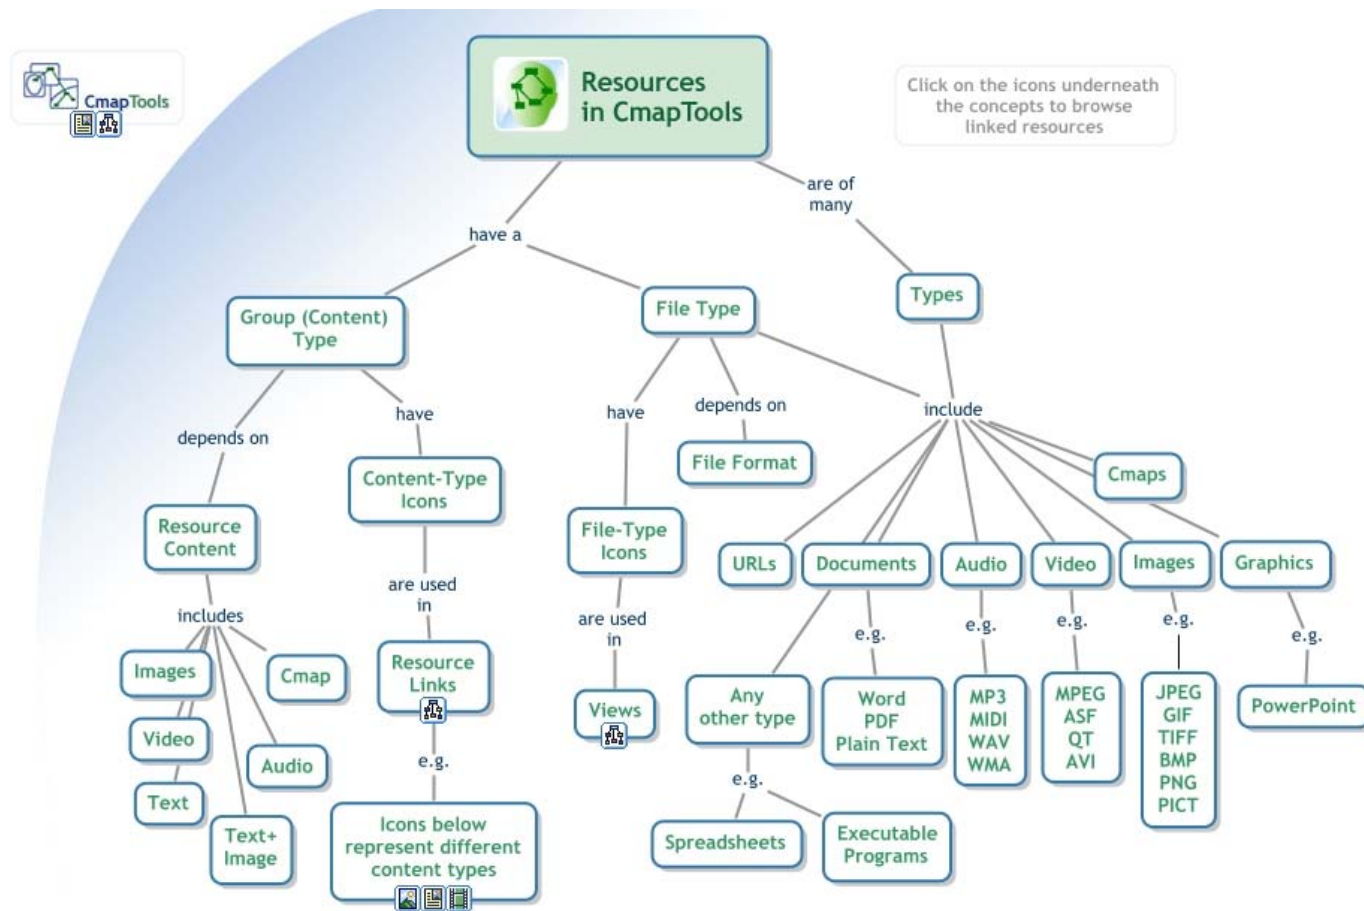 Resources
in CmapTools
CmapTools
Click on the icons underneath
the concepts to browse
linked resources
are of
many
have a
Types
Group (Content)
Type
File Type
include
have
depends on
have
depends on
File Format
Cmaps
Content-Type
Icons
Resource
Content
File-Type
Icons
URLs
Documents
Audio
Video
Images
Graphics
are used
in
includes
are used
in
e.g.
e.g.
e.g.
e.g.
e.g.
Images
Cmap
Resource
Links
Views
Any
other type
Word
PDF
Plain Text
MP3
MIDI
WAV
WMA
MPEG
ASF
QT
AVI
JPEG
GIF
TIFF
BMP
PNG
PICT
PowerPoint
Video
Audio
Text
Text+
Image
e.g.
e.g.
Icons below
represent different
content types
Spreadsheets
Executable
Programs